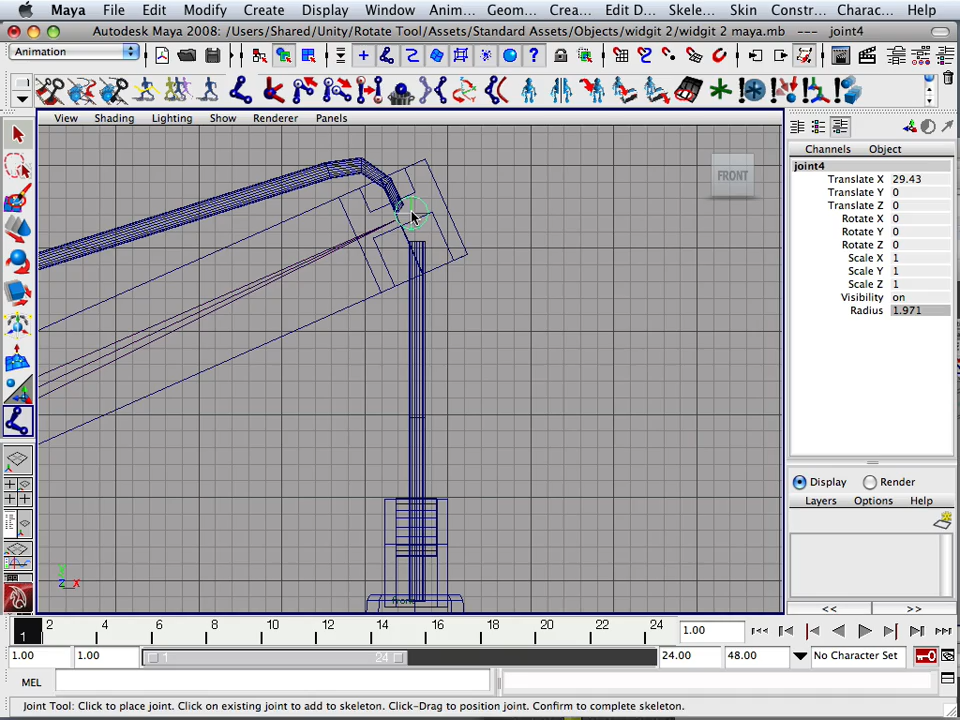 Maya File Edit Modify Create Display Window Anim... Geom... Crea... Edit D... Skele... Skin Constr... Charac... Help
Autodesk Maya 2008: /Users/Shared/Unity/Rotate Tool/Assets/Standard Assets/Objects/widgit 2/widgit 2 maya.mb --- joint4
Animation
View Shading Lighting Show Renderer Panels
FRONT
Channels Object
joint4
Translate X 29.43
Translate Y 0
Translate Z 0
Rotate X 0
Rotate Y 0
Rotate Z 0
Scale X 1
Scale Y 1
Scale Z 1
Visibility on
Radius 1.971
Display Render
Layers Options Help
<< >>
z x
front
2 4 6 8 10 12 14 16 18 20 22 24
1
1.00
1.00 1.00 1 24 24.00 48.00 No Character Set
MEL
Joint Tool: Click to place joint. Click on existing joint to add to skeleton. Click-Drag to position joint. Confirm to complete skeleton.